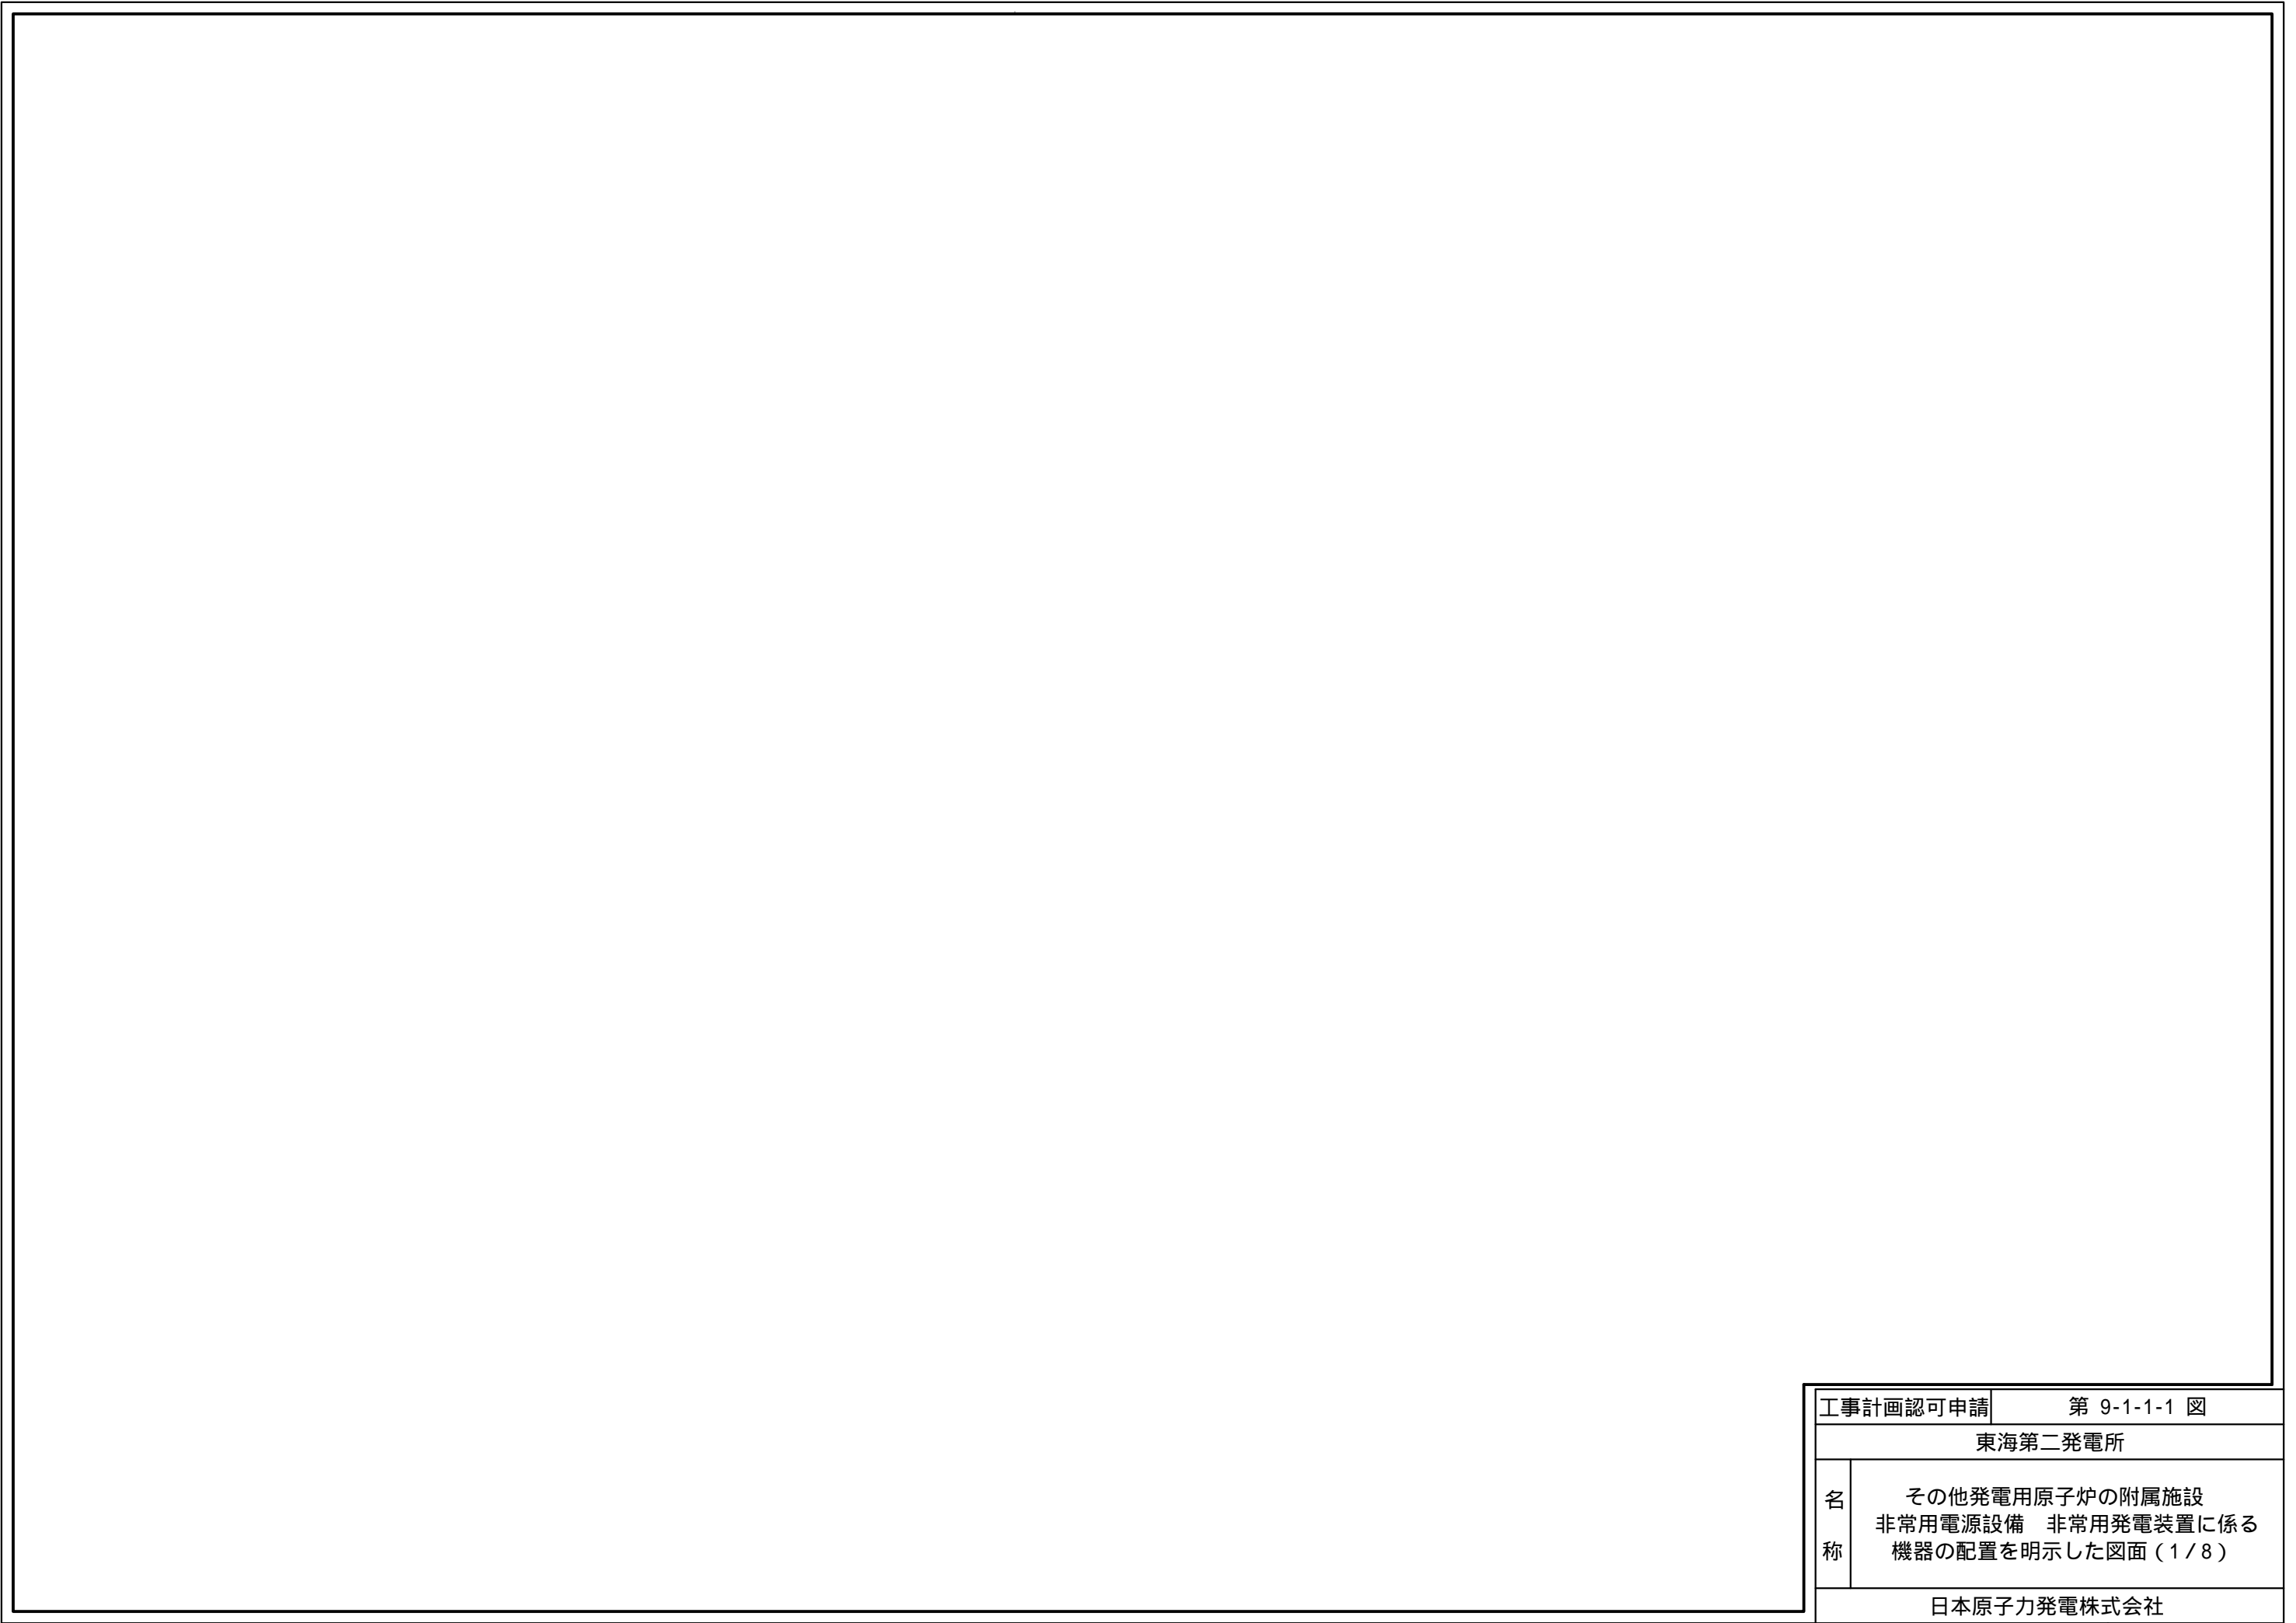 工事計画認可申請 第 9-1-1-1 図
東海第二発電所
名称
その他発電用原子炉の附属施設
非常用電源設備　非常用発電装置に係る
機器の配置を明示した図面（1／8）
日本原子力発電株式会社